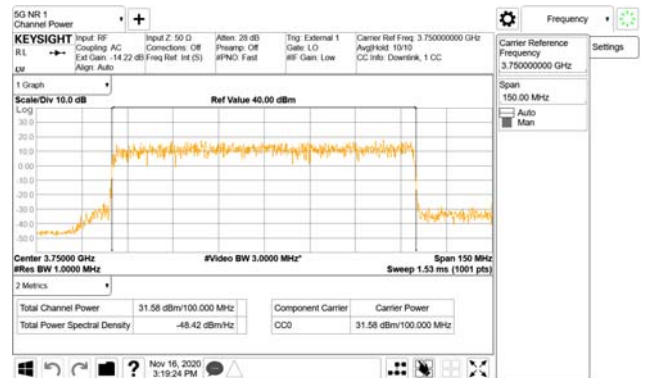 5G NR 1
Channel Power
Frequency
KEYSIGHT
Input: RF
Coupling: AC
Ext Gain: -14.22 dB
Align: Auto
Input Z: 50 Ω
Corrections: Off
Freq Ref: Int (S)
Atten: 28 dB
Preamp: Off
#PNO: Fast
Trig: External 1
Gate: LO
#IF Gain: Low
Carrier Ref Freq: 3.750000000 GHz
Avg|Hold: 10/10
CC Info: Downlink, 1 CC
RL
Carrier Reference
Frequency
3.750000000 GHz
Settings
Span
150.00 MHz
Auto
Man
1 Graph
Scale/Div 10.0 dB
Ref Value 40.00 dBm
Log
30.0
20.0
10.0
0.00
-10.0
-20.0
-30.0
-40.0
-50.0
Center 3.75000 GHz
#Video BW 3.0000 MHz*
Span 150 MHz
#Res BW 1.0000 MHz
Sweep 1.53 ms (1001 pts)
2 Metrics
Total Channel Power
31.58 dBm/100.000 MHz
Total Power Spectral Density
-48.42 dBm/Hz
Component Carrier
Carrier Power
CC0
31.58 dBm/100.000 MHz
Nov 16, 2020
3:19:24 PM